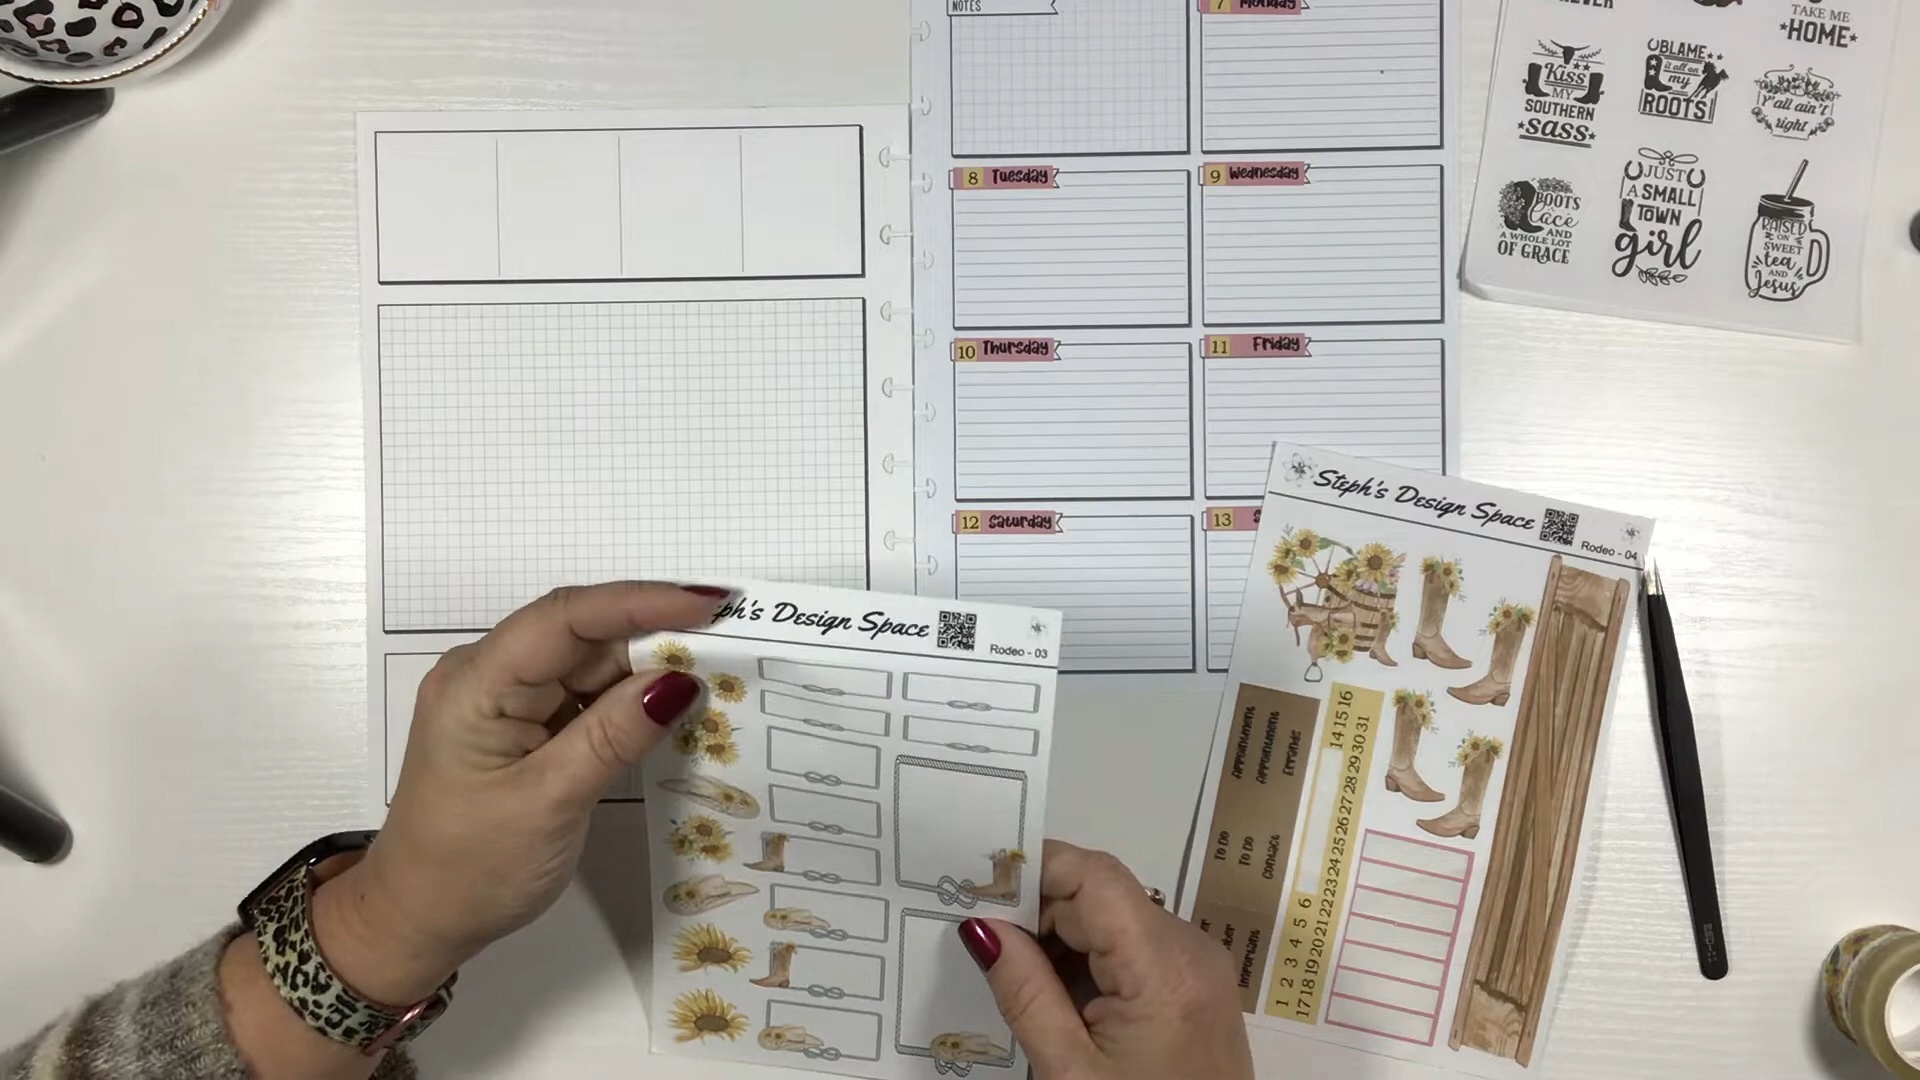 NOTES
7 Monday
8 Tuesday
9 Wednesday
10 Thursday
11 Friday
12 Saturday
13
TAKE ME
HOME
Kiss
MY
SOUTHERN
SASS
BLAME
it all on
my
ROOTS
Y'all ain't
right
BOOTS
lace
AND
A WHOLE LOT
OF GRACE
JUST
A SMALL
TOWN
girl
RAISED
ON
SWEET
tea
AND
Jesus
Steph's Design Space
Rodeo - 04
Appointment
Appointment
Errands
To Do
To Do
Contact
Important
14 15 16
1 2 3 4 5 6
17 18 19 20 21 22 23 24 25 26 27 28 29 30 31
Design Space
Rodeo - 03